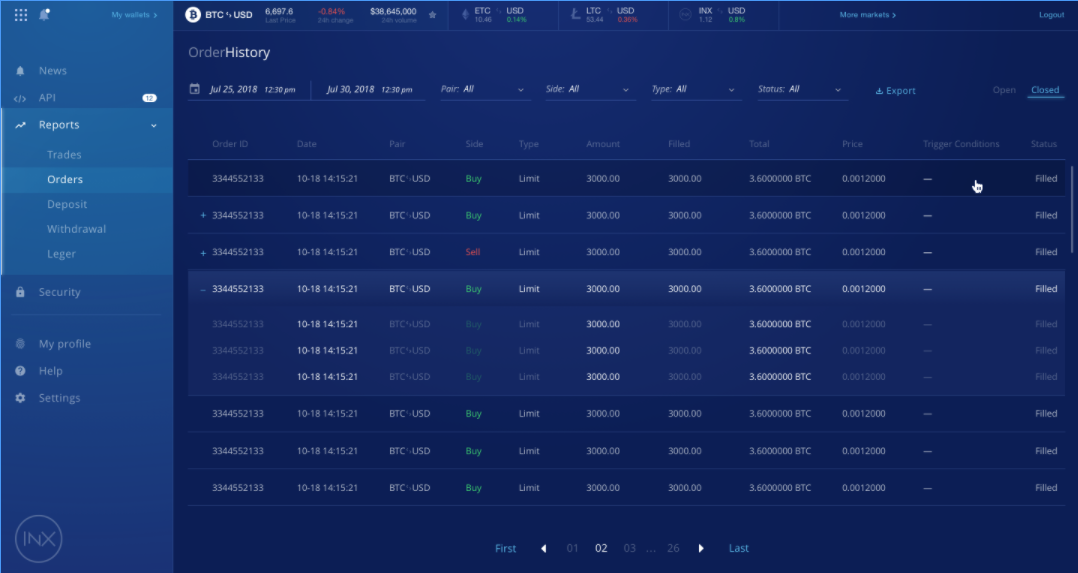 My wallets >
BTC USD 6,697.6 -0.84% $38,645,000
Last Price 24h change 24h volume
ETC USD
10.46 0.14%
LTC USD
53.44 0.30%
INX USD
1.12 0.8%
More markets >
Logout
News
</> API 12
Reports
Trades
Orders
Deposit
Withdrawal
Leger
Security
My profile
Help
Settings
INX
OrderHistory
Jul 25, 2018 12:30 pm Jul 30, 2018 12:30 pm Pair: All Side: All Type: All Status: All Export Open Closed
Order ID Date Pair Side Type Amount Filled Total Price Trigger Conditions Status
3344552133 10-18 14:15:21 BTC USD Buy Limit 3000.00 3000.00 3.6000000 BTC 0.0012000 — Filled
+ 3344552133 10-18 14:15:21 BTC USD Buy Limit 3000.00 3000.00 3.6000000 BTC 0.0012000 — Filled
+ 3344552133 10-18 14:15:21 BTC USD Sell Limit 3000.00 3000.00 3.6000000 BTC 0.0012000 — Filled
– 3344552133 10-18 14:15:21 BTC USD Buy Limit 3000.00 3000.00 3.6000000 BTC 0.0012000 — Filled
3344552133 10-18 14:15:21 BTC USD Buy Limit 3000.00 3000.00 3.6000000 BTC 0.0012000 — Filled
3344552133 10-18 14:15:21 BTC USD Buy Limit 3000.00 3000.00 3.6000000 BTC 0.0012000 — Filled
3344552133 10-18 14:15:21 BTC USD Buy Limit 3000.00 3000.00 3.6000000 BTC 0.0012000 — Filled
3344552133 10-18 14:15:21 BTC USD Buy Limit 3000.00 3000.00 3.6000000 BTC 0.0012000 — Filled
3344552133 10-18 14:15:21 BTC USD Buy Limit 3000.00 3000.00 3.6000000 BTC 0.0012000 — Filled
3344552133 10-18 14:15:21 BTC USD Buy Limit 3000.00 3000.00 3.6000000 BTC 0.0012000 — Filled
First 01 02 03 ... 26 Last